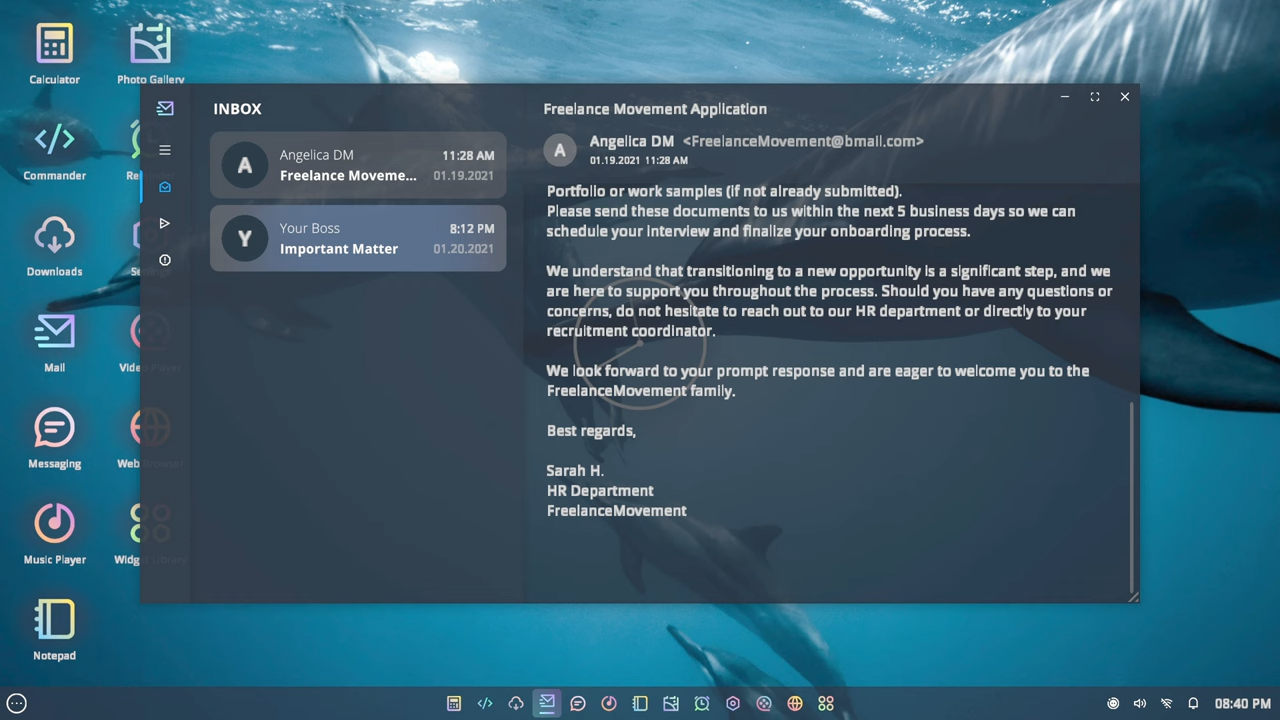 Calculator
Photo Gallery
Commander
Downloads
Mail
Messaging
Web Browser
Music Player
Notepad
INBOX
A
Angelica DM
11:28 AM
Freelance Moveme...
01.19.2021
Y
Your Boss
8:12 PM
Important Matter
01.20.2021
Freelance Movement Application
A
Angelica DM <FreelanceMovement@bmail.com>
01.19.2021 11:28 AM
Portfolio or work samples (if not already submitted).
Please send these documents to us within the next 5 business days so we can
schedule your interview and finalize your onboarding process.
We understand that transitioning to a new opportunity is a significant step, and we
are here to support you throughout the process. Should you have any questions or
concerns, do not hesitate to reach out to our HR department or directly to your
recruitment coordinator.
We look forward to your prompt response and are eager to welcome you to the
FreelanceMovement family.
Best regards,
Sarah H.
HR Department
FreelanceMovement
08:40 PM